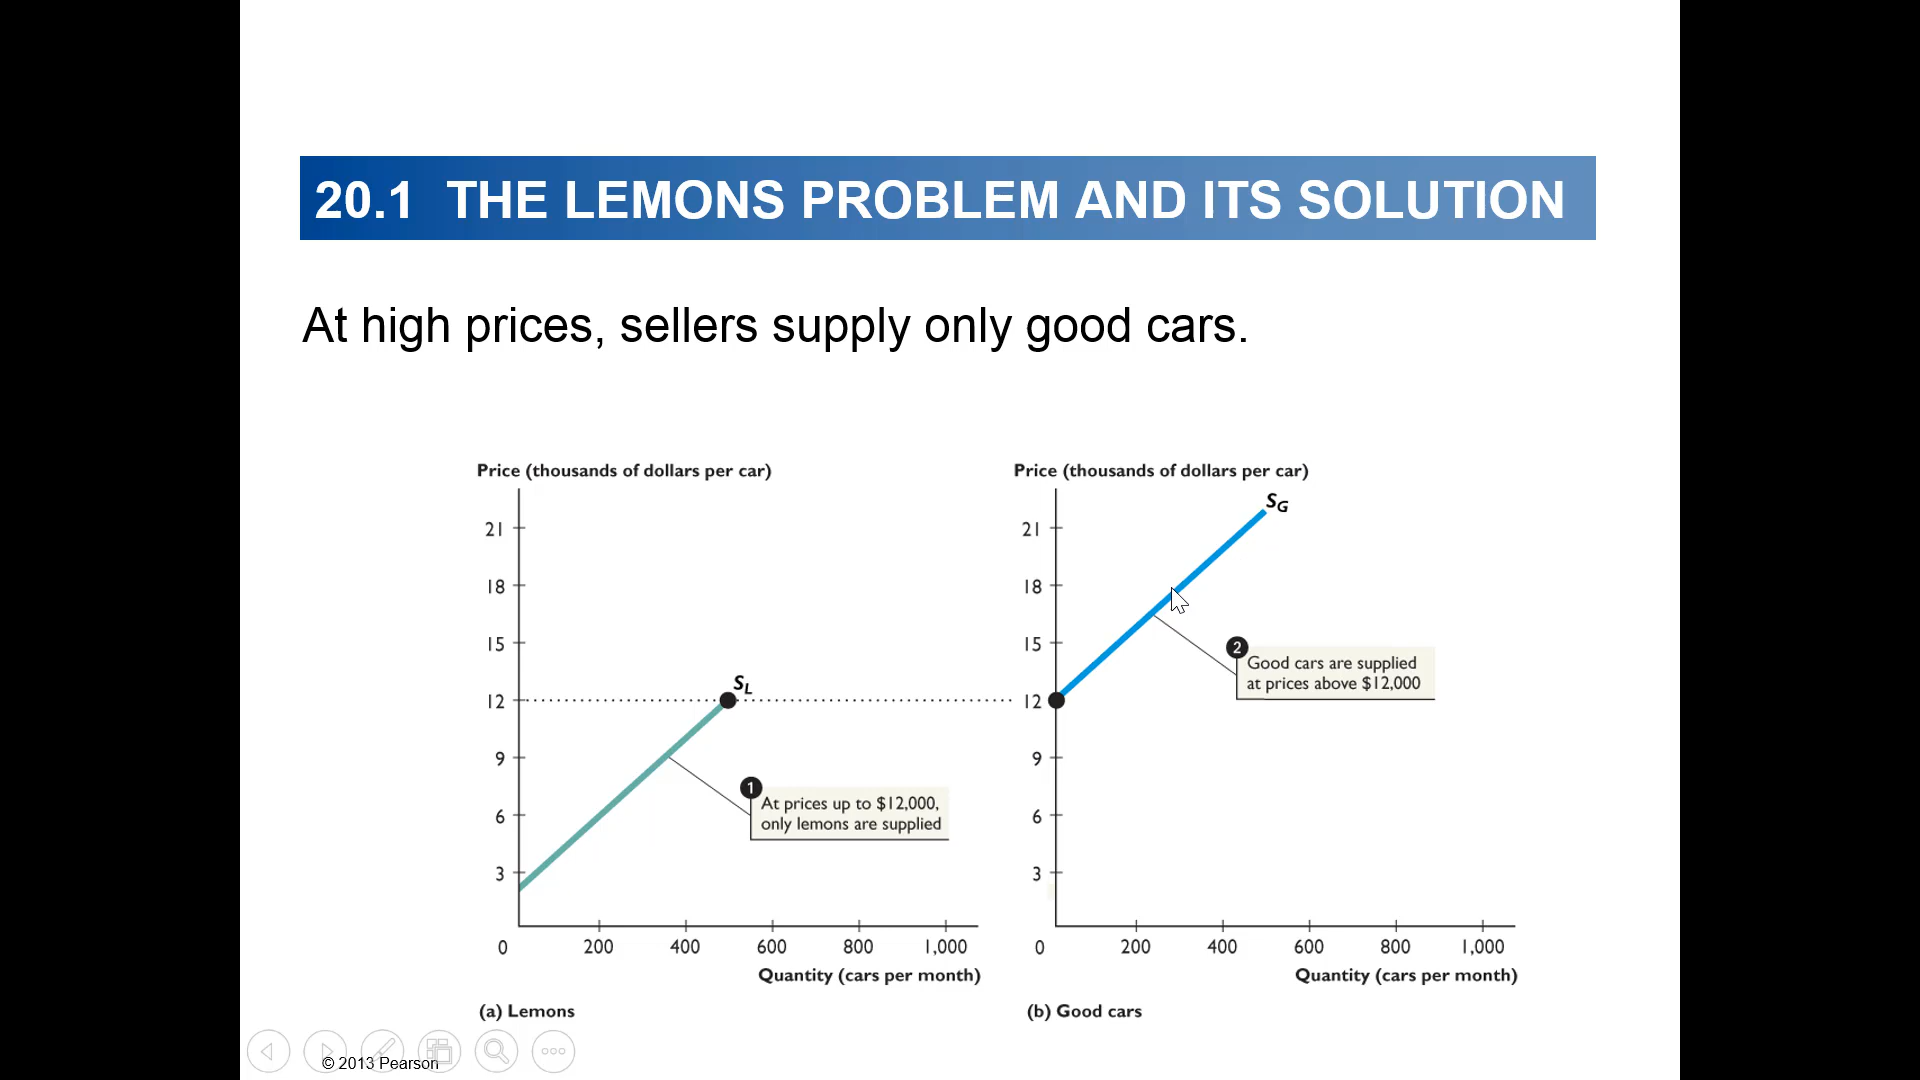 20.1 THE LEMONS PROBLEM AND ITS SOLUTION
At high prices, sellers supply only good cars.
Price (thousands of dollars per car)
21
18
15
12
9
6
3
0
200
400
600
800
1,000
S_L
1
At prices up to $12,000,
only lemons are supplied
Quantity (cars per month)
(a) Lemons
Price (thousands of dollars per car)
21
18
15
12
9
6
3
0
200
400
600
800
1,000
S_G
2
Good cars are supplied
at prices above $12,000
Quantity (cars per month)
(b) Good cars
© 2013 Pearson